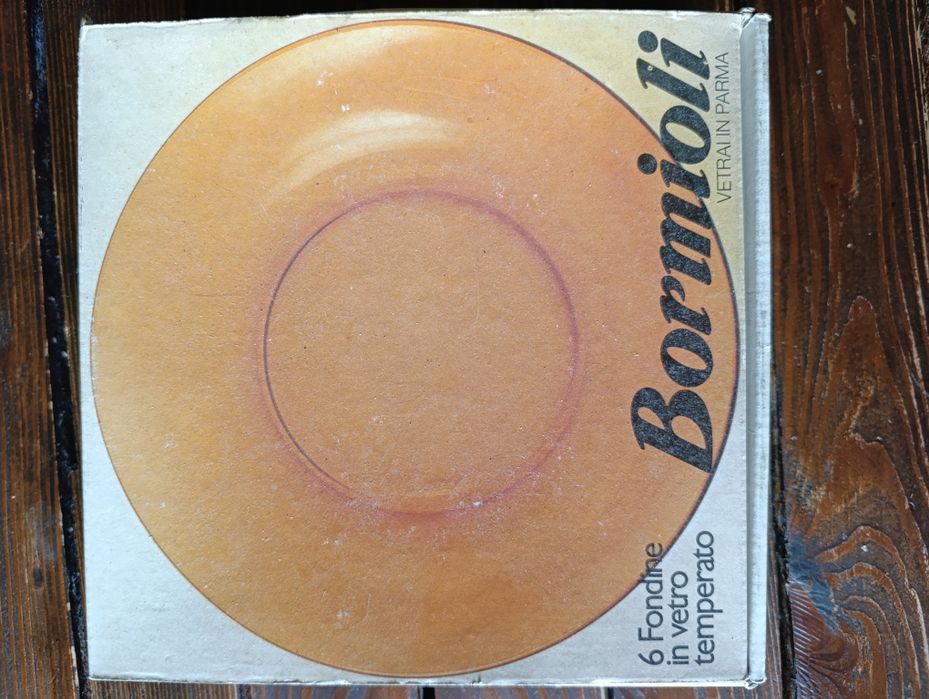 6 Fondine
in vetro
temperato
Bormioli
VETRAI IN PARMA